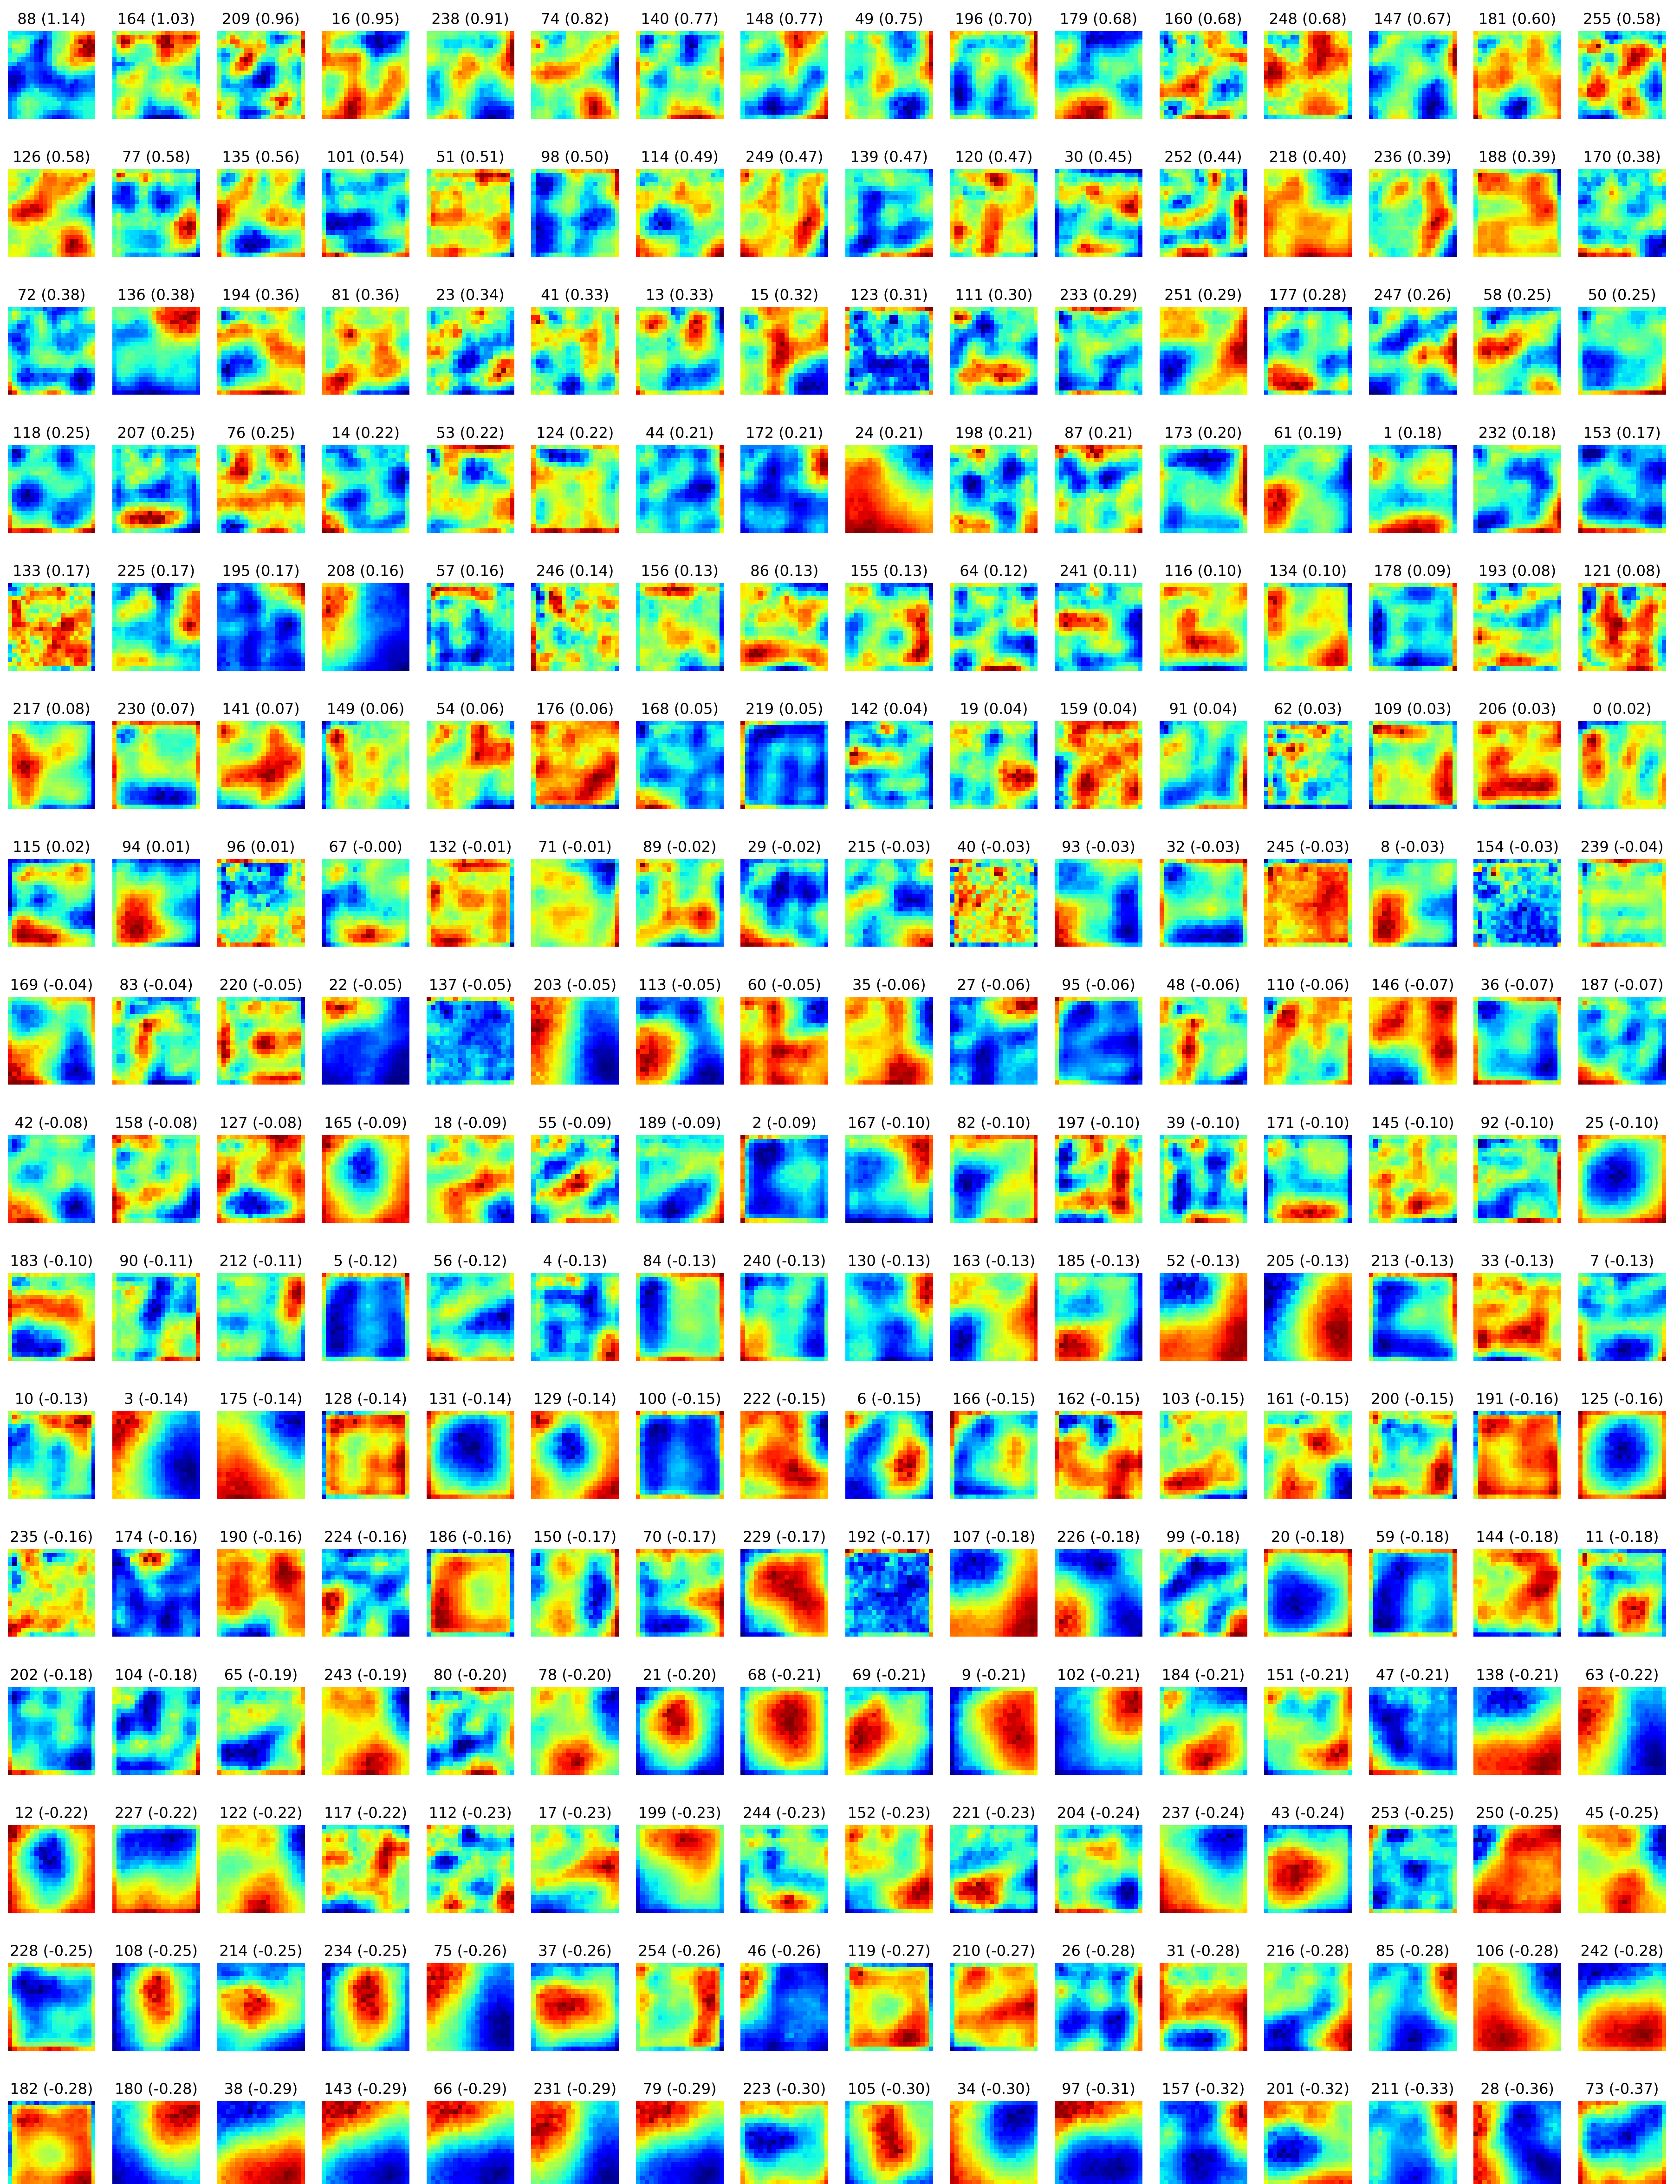 88 (1.14) 164 (1.03) 209 (0.96) 16 (0.95) 238 (0.91) 74 (0.82) 140 (0.77) 148 (0.77) 49 (0.75) 196 (0.70) 179 (0.68) 160 (0.68) 248 (0.68) 147 (0.67) 181 (0.60) 255 (0.58)
126 (0.58) 77 (0.58) 135 (0.56) 101 (0.54) 51 (0.51) 98 (0.50) 114 (0.49) 249 (0.47) 139 (0.47) 120 (0.47) 30 (0.45) 252 (0.44) 218 (0.40) 236 (0.39) 188 (0.39) 170 (0.38)
72 (0.38) 136 (0.38) 194 (0.36) 81 (0.36) 23 (0.34) 41 (0.33) 13 (0.33) 15 (0.32) 123 (0.31) 111 (0.30) 233 (0.29) 251 (0.29) 177 (0.28) 247 (0.26) 58 (0.25) 50 (0.25)
118 (0.25) 207 (0.25) 76 (0.25) 14 (0.22) 53 (0.22) 124 (0.22) 44 (0.21) 172 (0.21) 24 (0.21) 198 (0.21) 87 (0.21) 173 (0.20) 61 (0.19) 1 (0.18) 232 (0.18) 153 (0.17)
133 (0.17) 225 (0.17) 195 (0.17) 208 (0.16) 57 (0.16) 246 (0.14) 156 (0.13) 86 (0.13) 155 (0.13) 64 (0.12) 241 (0.11) 116 (0.10) 134 (0.10) 178 (0.09) 193 (0.08) 121 (0.08)
217 (0.08) 230 (0.07) 141 (0.07) 149 (0.06) 54 (0.06) 176 (0.06) 168 (0.05) 219 (0.05) 142 (0.04) 19 (0.04) 159 (0.04) 91 (0.04) 62 (0.03) 109 (0.03) 206 (0.03) 0 (0.02)
115 (0.02) 94 (0.01) 96 (0.01) 67 (-0.00) 132 (-0.01) 71 (-0.01) 89 (-0.02) 29 (-0.02) 215 (-0.03) 40 (-0.03) 93 (-0.03) 32 (-0.03) 245 (-0.03) 8 (-0.03) 154 (-0.03) 239 (-0.04)
169 (-0.04) 83 (-0.04) 220 (-0.05) 22 (-0.05) 137 (-0.05) 203 (-0.05) 113 (-0.05) 60 (-0.05) 35 (-0.06) 27 (-0.06) 95 (-0.06) 48 (-0.06) 110 (-0.06) 146 (-0.07) 36 (-0.07) 187 (-0.07)
42 (-0.08) 158 (-0.08) 127 (-0.08) 165 (-0.09) 18 (-0.09) 55 (-0.09) 189 (-0.09) 2 (-0.09) 167 (-0.10) 82 (-0.10) 197 (-0.10) 39 (-0.10) 171 (-0.10) 145 (-0.10) 92 (-0.10) 25 (-0.10)
183 (-0.10) 90 (-0.11) 212 (-0.11) 5 (-0.12) 56 (-0.12) 4 (-0.13) 84 (-0.13) 240 (-0.13) 130 (-0.13) 163 (-0.13) 185 (-0.13) 52 (-0.13) 205 (-0.13) 213 (-0.13) 33 (-0.13) 7 (-0.13)
10 (-0.13) 3 (-0.14) 175 (-0.14) 128 (-0.14) 131 (-0.14) 129 (-0.14) 100 (-0.15) 222 (-0.15) 6 (-0.15) 166 (-0.15) 162 (-0.15) 103 (-0.15) 161 (-0.15) 200 (-0.15) 191 (-0.16) 125 (-0.16)
235 (-0.16) 174 (-0.16) 190 (-0.16) 224 (-0.16) 186 (-0.16) 150 (-0.17) 70 (-0.17) 229 (-0.17) 192 (-0.17) 107 (-0.18) 226 (-0.18) 99 (-0.18) 20 (-0.18) 59 (-0.18) 144 (-0.18) 11 (-0.18)
202 (-0.18) 104 (-0.18) 65 (-0.19) 243 (-0.19) 80 (-0.20) 78 (-0.20) 21 (-0.20) 68 (-0.21) 69 (-0.21) 9 (-0.21) 102 (-0.21) 184 (-0.21) 151 (-0.21) 47 (-0.21) 138 (-0.21) 63 (-0.22)
12 (-0.22) 227 (-0.22) 122 (-0.22) 117 (-0.22) 112 (-0.23) 17 (-0.23) 199 (-0.23) 244 (-0.23) 152 (-0.23) 221 (-0.23) 204 (-0.24) 237 (-0.24) 43 (-0.24) 253 (-0.25) 250 (-0.25) 45 (-0.25)
228 (-0.25) 108 (-0.25) 214 (-0.25) 234 (-0.25) 75 (-0.26) 37 (-0.26) 254 (-0.26) 46 (-0.26) 119 (-0.27) 210 (-0.27) 26 (-0.28) 31 (-0.28) 216 (-0.28) 85 (-0.28) 106 (-0.28) 242 (-0.28)
182 (-0.28) 180 (-0.28) 38 (-0.29) 143 (-0.29) 66 (-0.29) 231 (-0.29) 79 (-0.29) 223 (-0.30) 105 (-0.30) 34 (-0.30) 97 (-0.31) 157 (-0.32) 201 (-0.32) 211 (-0.33) 28 (-0.36) 73 (-0.37)